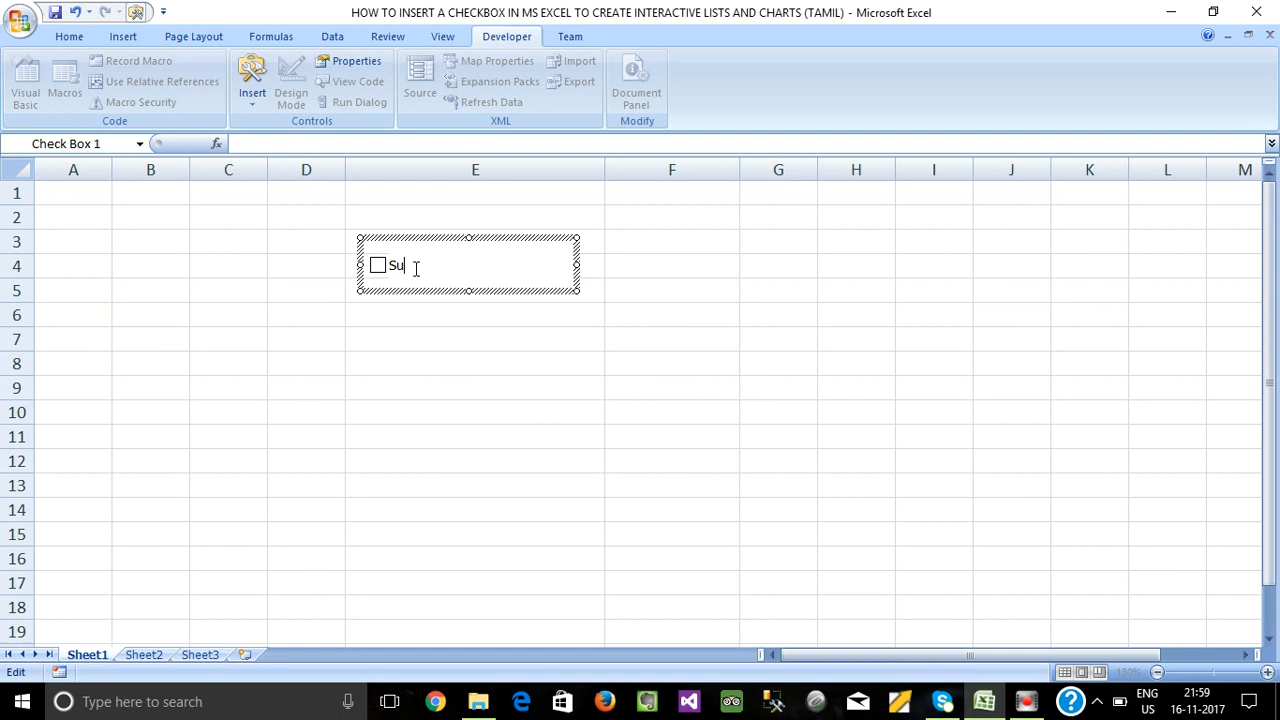 HOW TO INSERT A CHECKBOX IN MS EXCEL TO CREATE INTERACTIVE LISTS AND CHARTS (TAMIL) - Microsoft Excel
Home Insert Page Layout Formulas Data Review View Developer Team
Visual Basic
Macros
Record Macro
Use Relative References
Macro Security
Code
Insert
Design Mode
Properties
View Code
Run Dialog
Controls
Source
Map Properties
Expansion Packs
Refresh Data
Import
Export
XML
Document Panel
Modify
Check Box 1
fx
A B C D E F G H I J K L M
1
2
3
4 Su
5
6
7
8
9
10
11
12
13
14
15
16
17
18
19
Sheet1 Sheet2 Sheet3
Edit
130%
Type here to search
ENG
US
21:59
16-11-2017